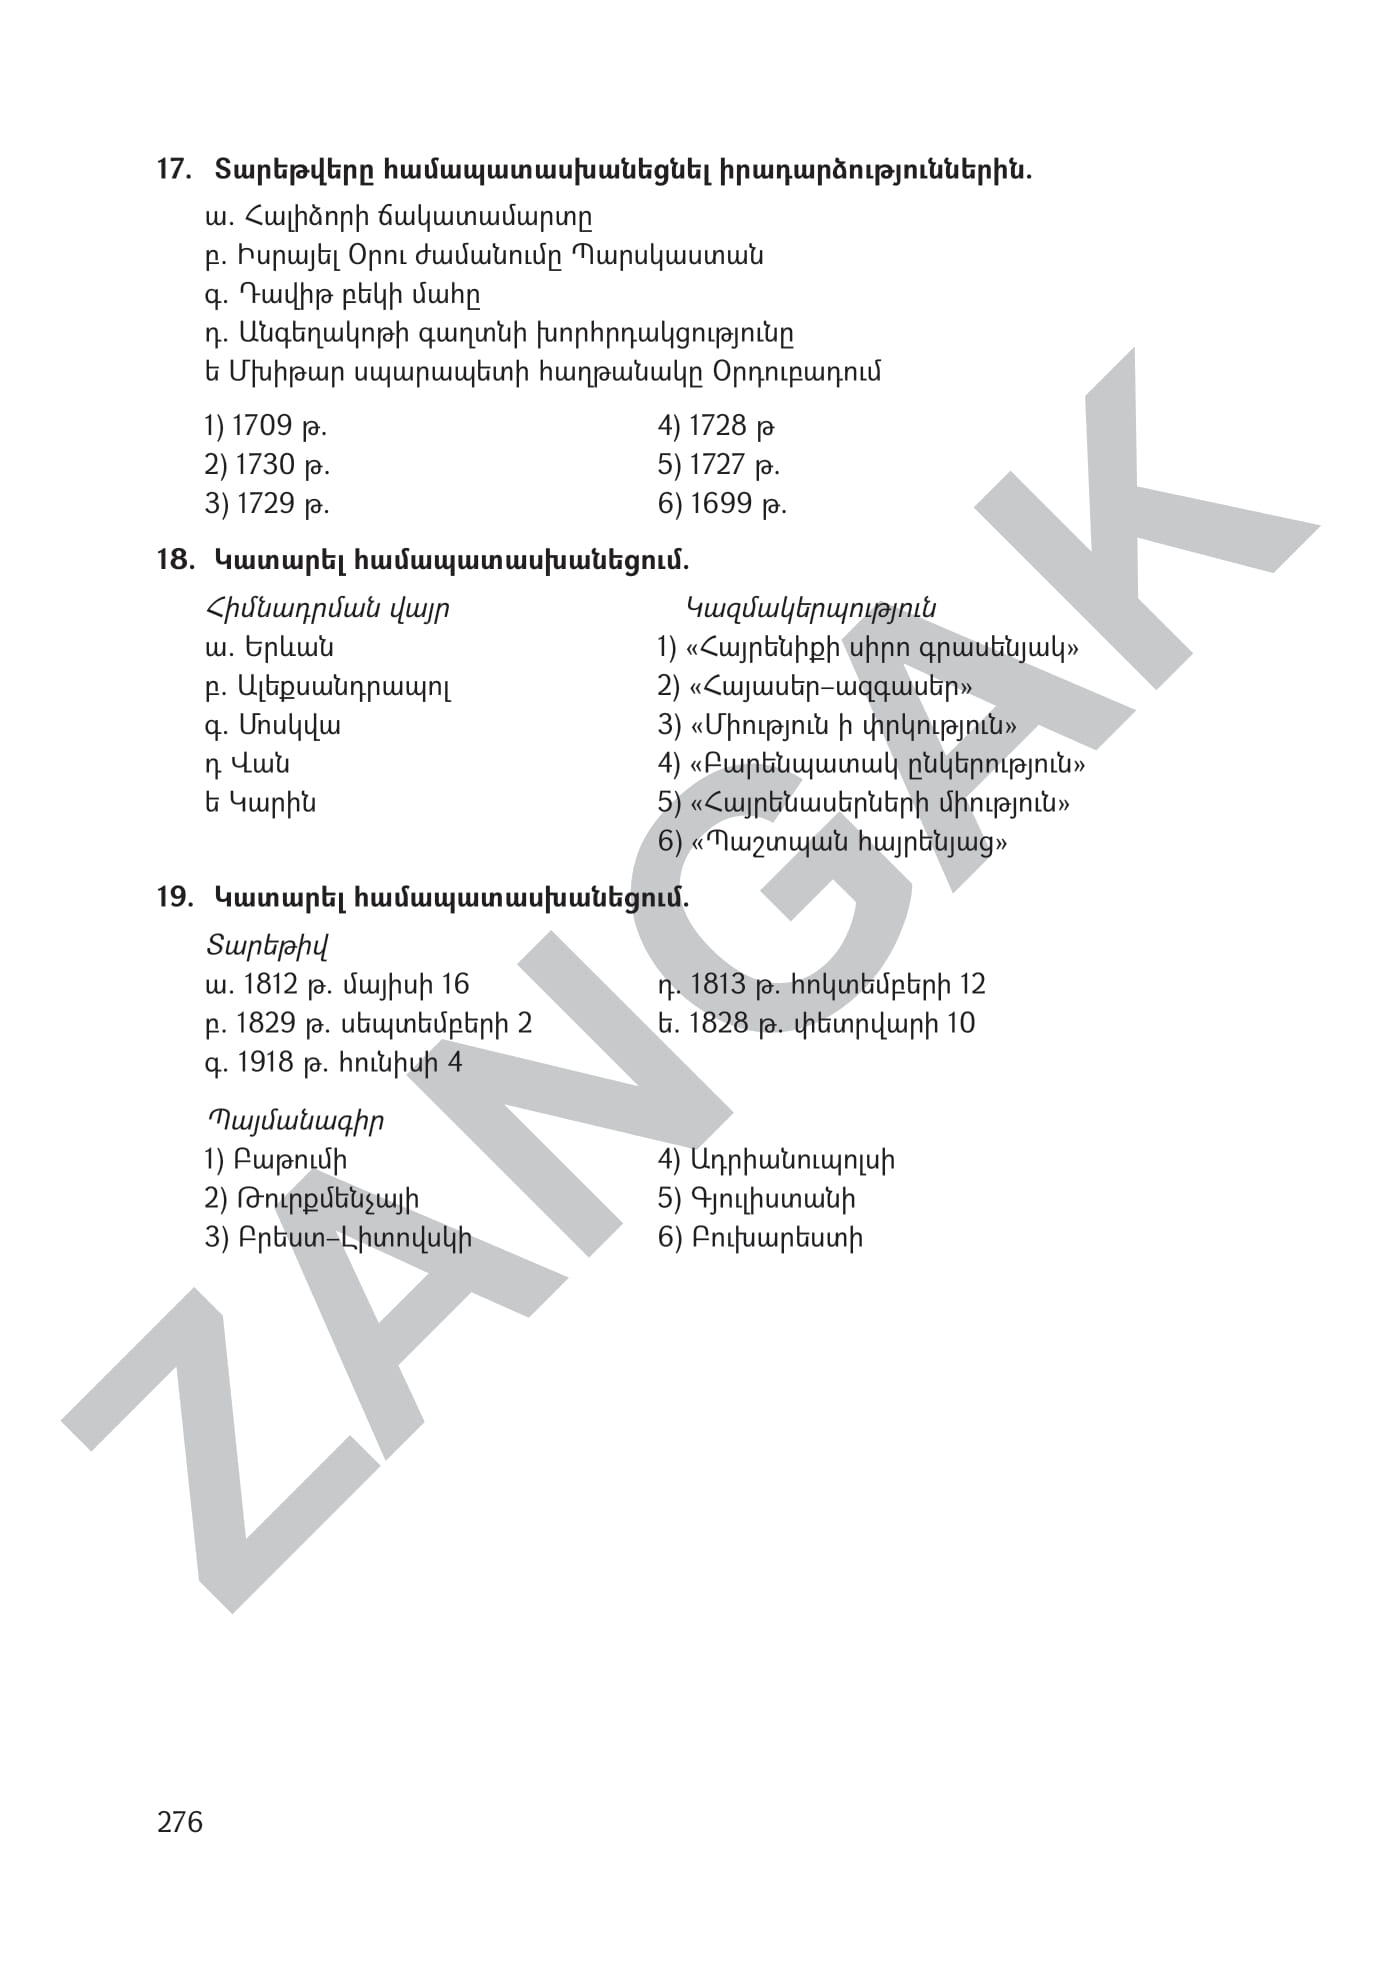 17. Տարեթվերը համապատասխանեցնել իրադարձություններին.
ա. Հալիձորի ճակատամարտը
բ. Իսրայել Օրու ժամանումը Պարսկաստան
գ. Դավիթ բեկի մահը
դ. Անգեղակոթի գաղտնի խորհրդակցությունը
ե Մխիթար սպարապետի հաղթանակը Օրդուբադում
1) 1709 թ.
4) 1728 թ
2) 1730 թ.
5) 1727 թ.
3) 1729 թ.
6) 1699 թ.
18. Կատարել համապատասխանեցում.
Հիմնադրման վայր
Կազմակերպություն
ա. Երևան
1) «Հայրենիքի սիրո գրասենյակ»
բ. Ալեքսանդրապոլ
2) «Հայասեր–ազգասեր»
գ. Մոսկվա
3) «Միություն ի փրկություն»
դ Վան
4) «Բարենպատակ ընկերություն»
ե Կարին
5) «Հայրենասերների միություն»
6) «Պաշտպան հայրենյաց»
19. Կատարել համապատասխանեցում.
Տարեթիվ
ա. 1812 թ. մայիսի 16
դ. 1813 թ. հոկտեմբերի 12
բ. 1829 թ. սեպտեմբերի 2
ե. 1828 թ. փետրվարի 10
գ. 1918 թ. հունիսի 4
Պայմանագիր
1) Բաթումի
4) Ադրիանուպոլսի
2) Թուրքմենչայի
5) Գյուլիստանի
3) Բրեստ–Լիտովսկի
6) Բուխարեստի
ZANGAK
276